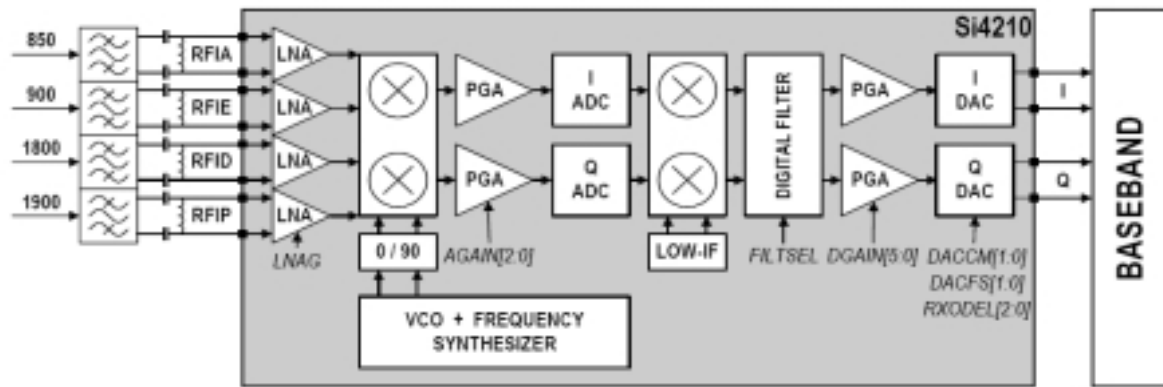 Si4210
850
RFIA
LNA
900
RFIE
LNA
1800
RFID
LNA
1900
RFIP
LNA
LNAG
0 / 90
VCO + FREQUENCY
SYNTHESIZER
PGA
PGA
AGAIN[2:0]
I
ADC
Q
ADC
LOW-IF
DIGITAL FILTER
FILTSEL
PGA
PGA
DGAIN[5:0]
I
DAC
Q
DAC
DACCM[1:0]
DACFS[1:0]
RXODEL[2:0]
I
Q
BASEBAND